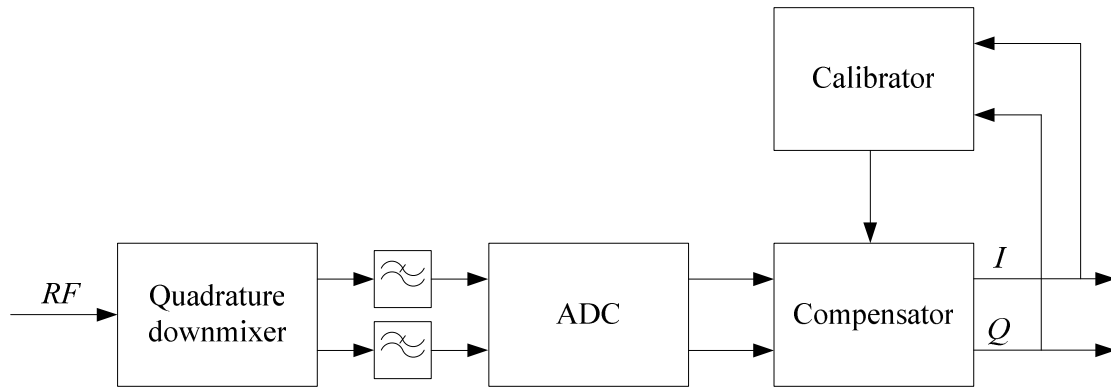 Calibrator
RF
Quadrature
downmixer
ADC
Compensator
I
Q